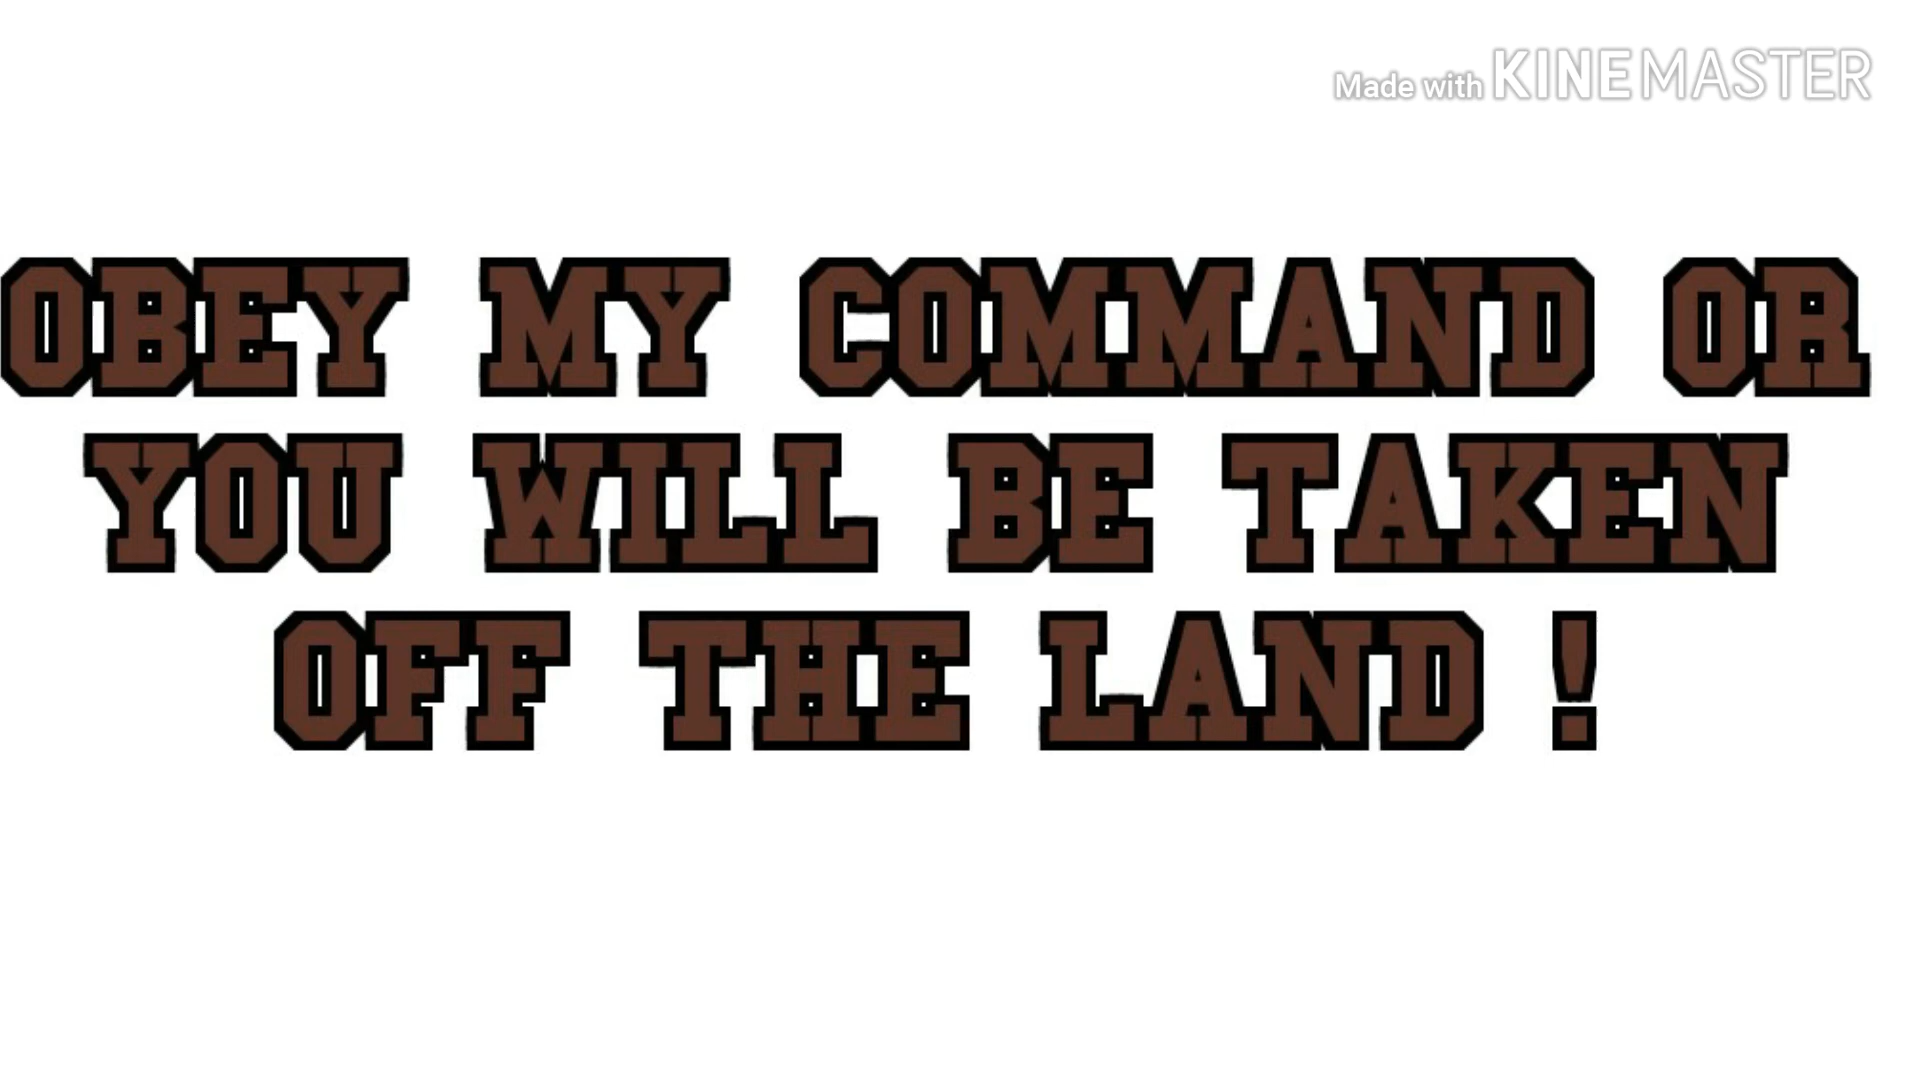 Made with KINEMASTER
OBEY MY COMMAND OR
YOU WILL BE TAKEN
OFF THE LAND !